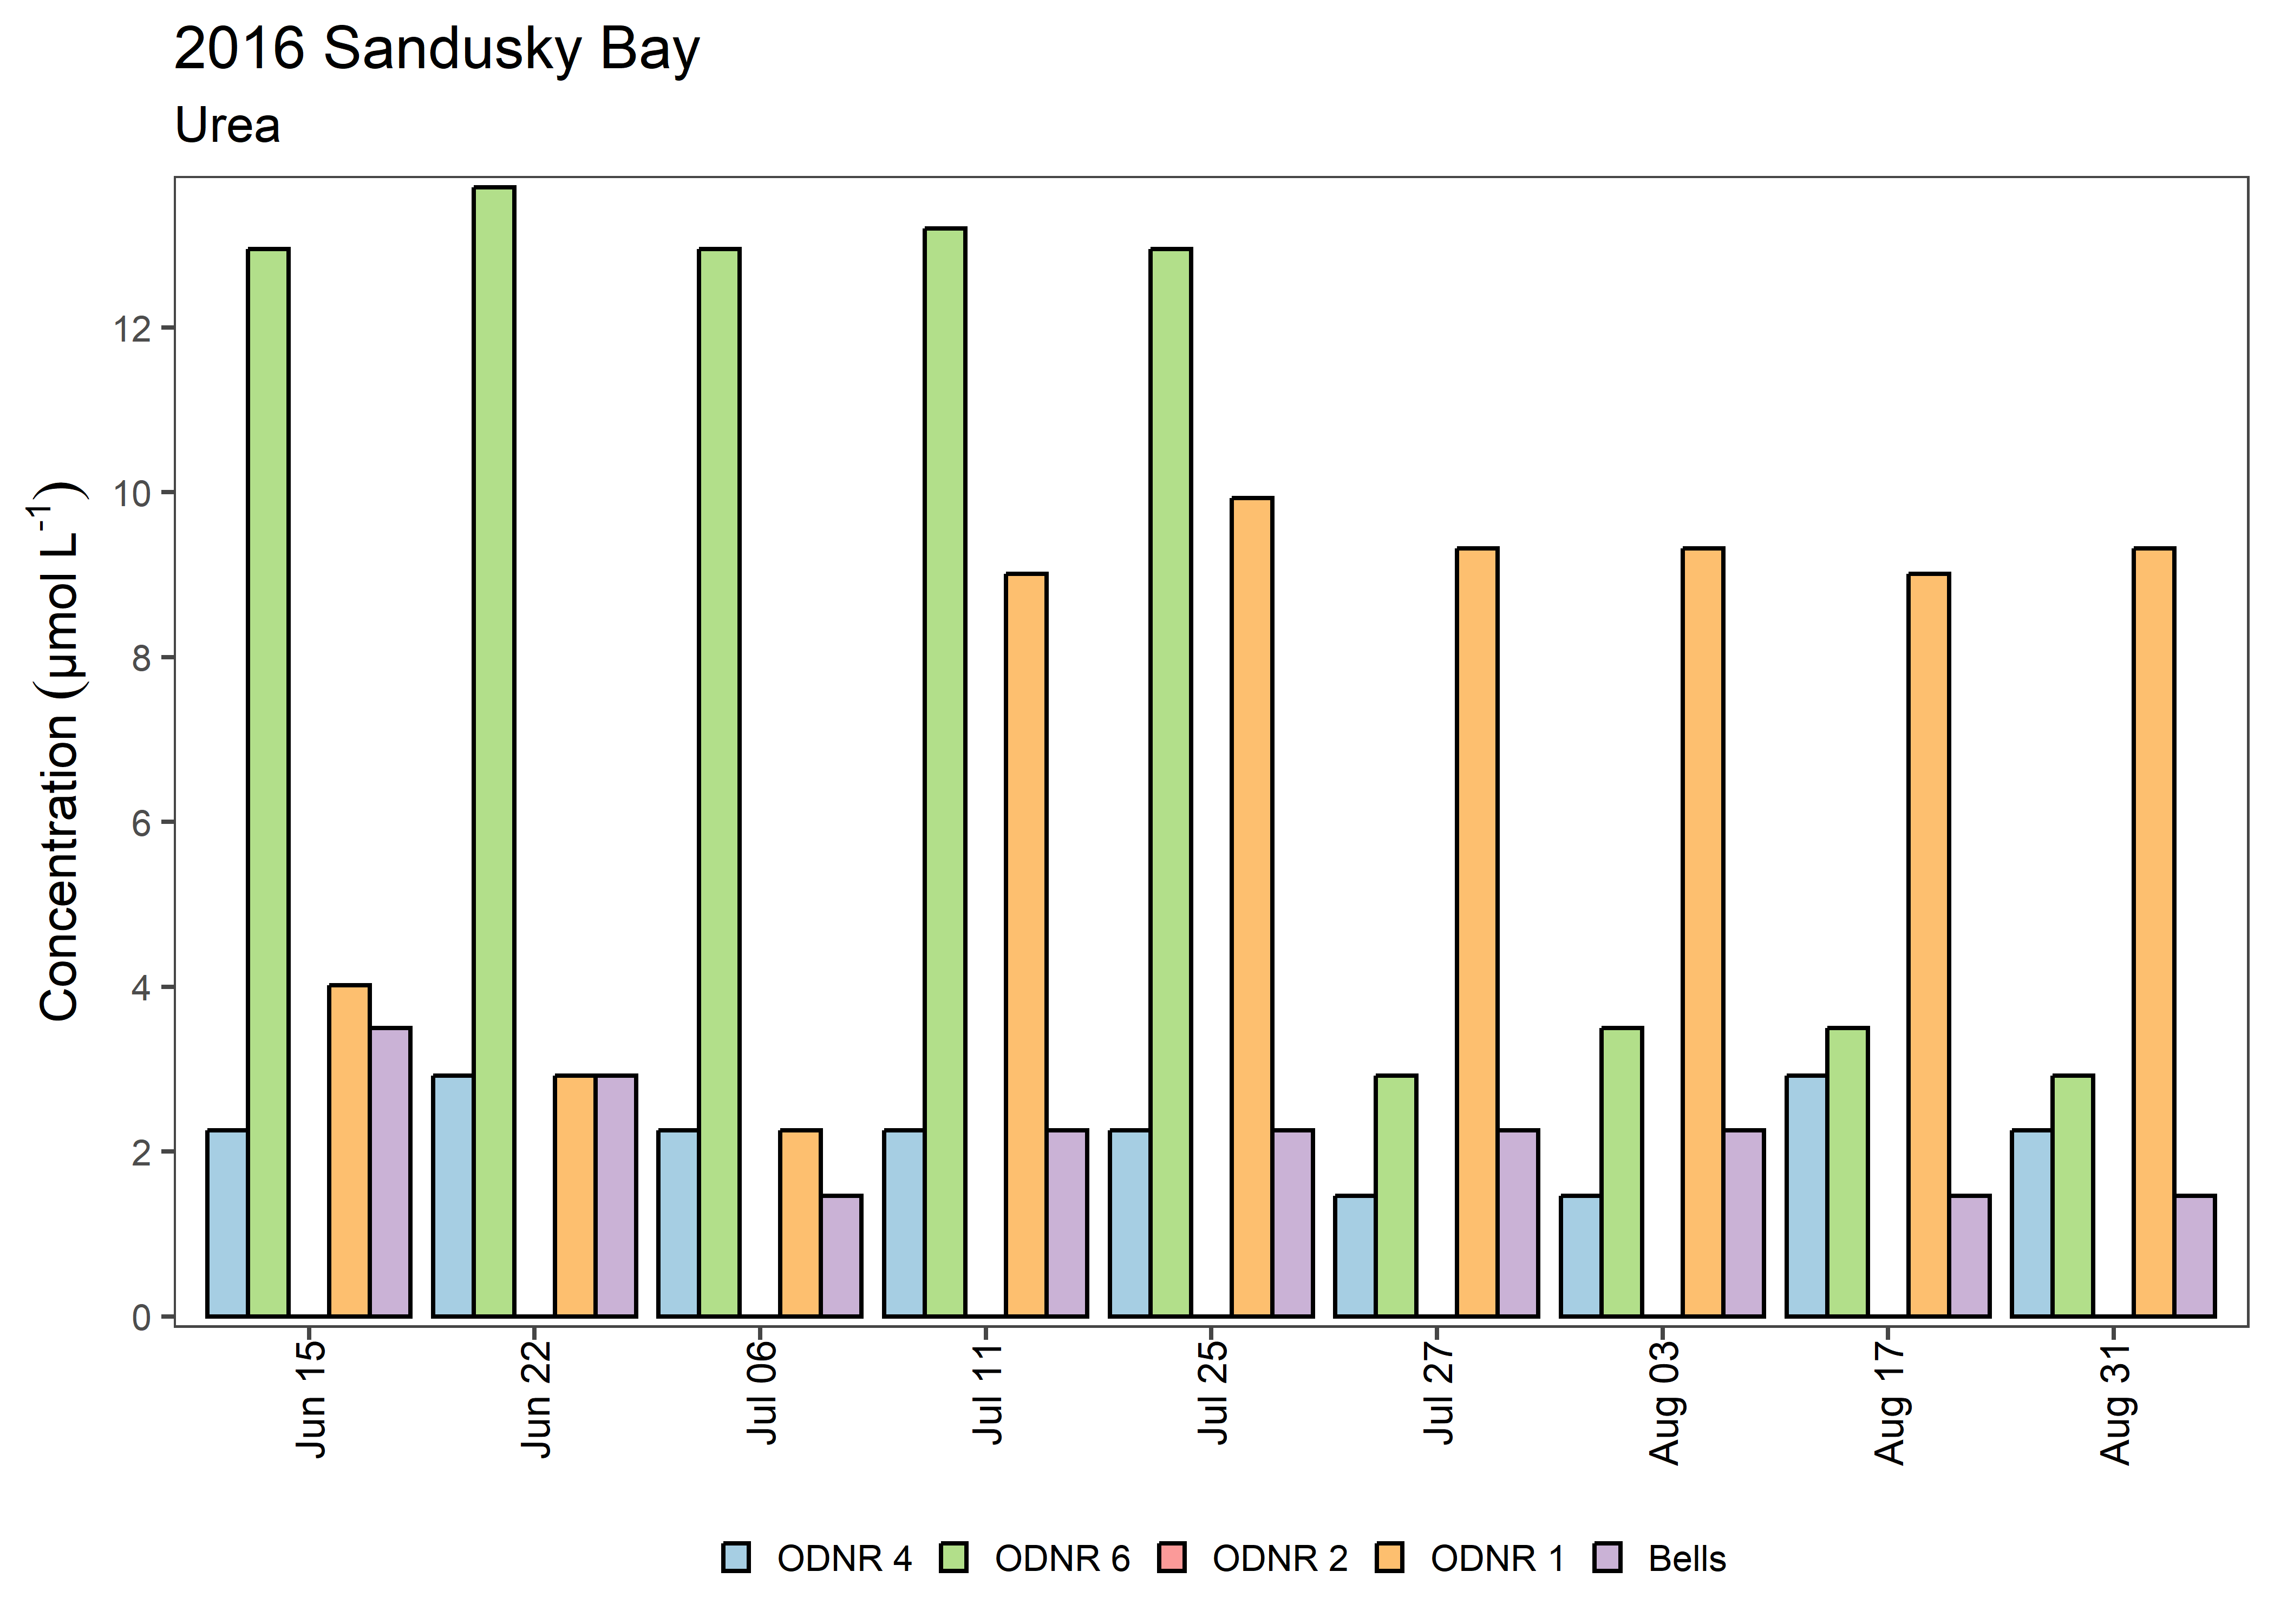 2016 Sandusky Bay
Urea
Concentration (μmol L⁻¹)
12
10
8
6
4
2
0
Jun 15
Jun 22
Jul 06
Jul 11
Jul 25
Jul 27
Aug 03
Aug 17
Aug 31
ODNR 4 ODNR 6 ODNR 2 ODNR 1 Bells